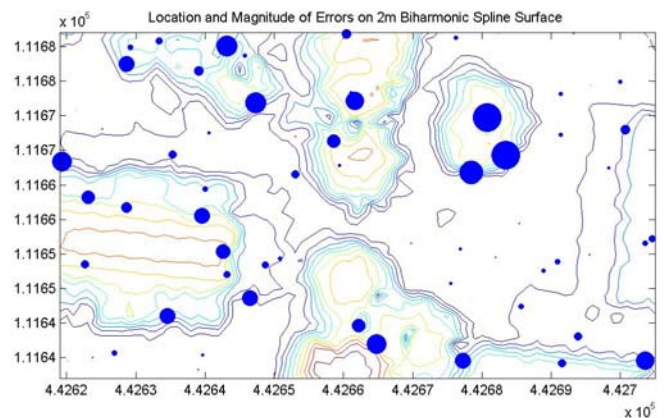 Location and Magnitude of Errors on 2m Biharmonic Spline Surface
x 10^5
1.1168
1.1168
1.1167
1.1167
1.1166
1.1166
1.1165
1.1165
1.1164
1.1164
4.4262 4.4263 4.4264 4.4265 4.4266 4.4267 4.4268 4.4269 4.427
x 10^5